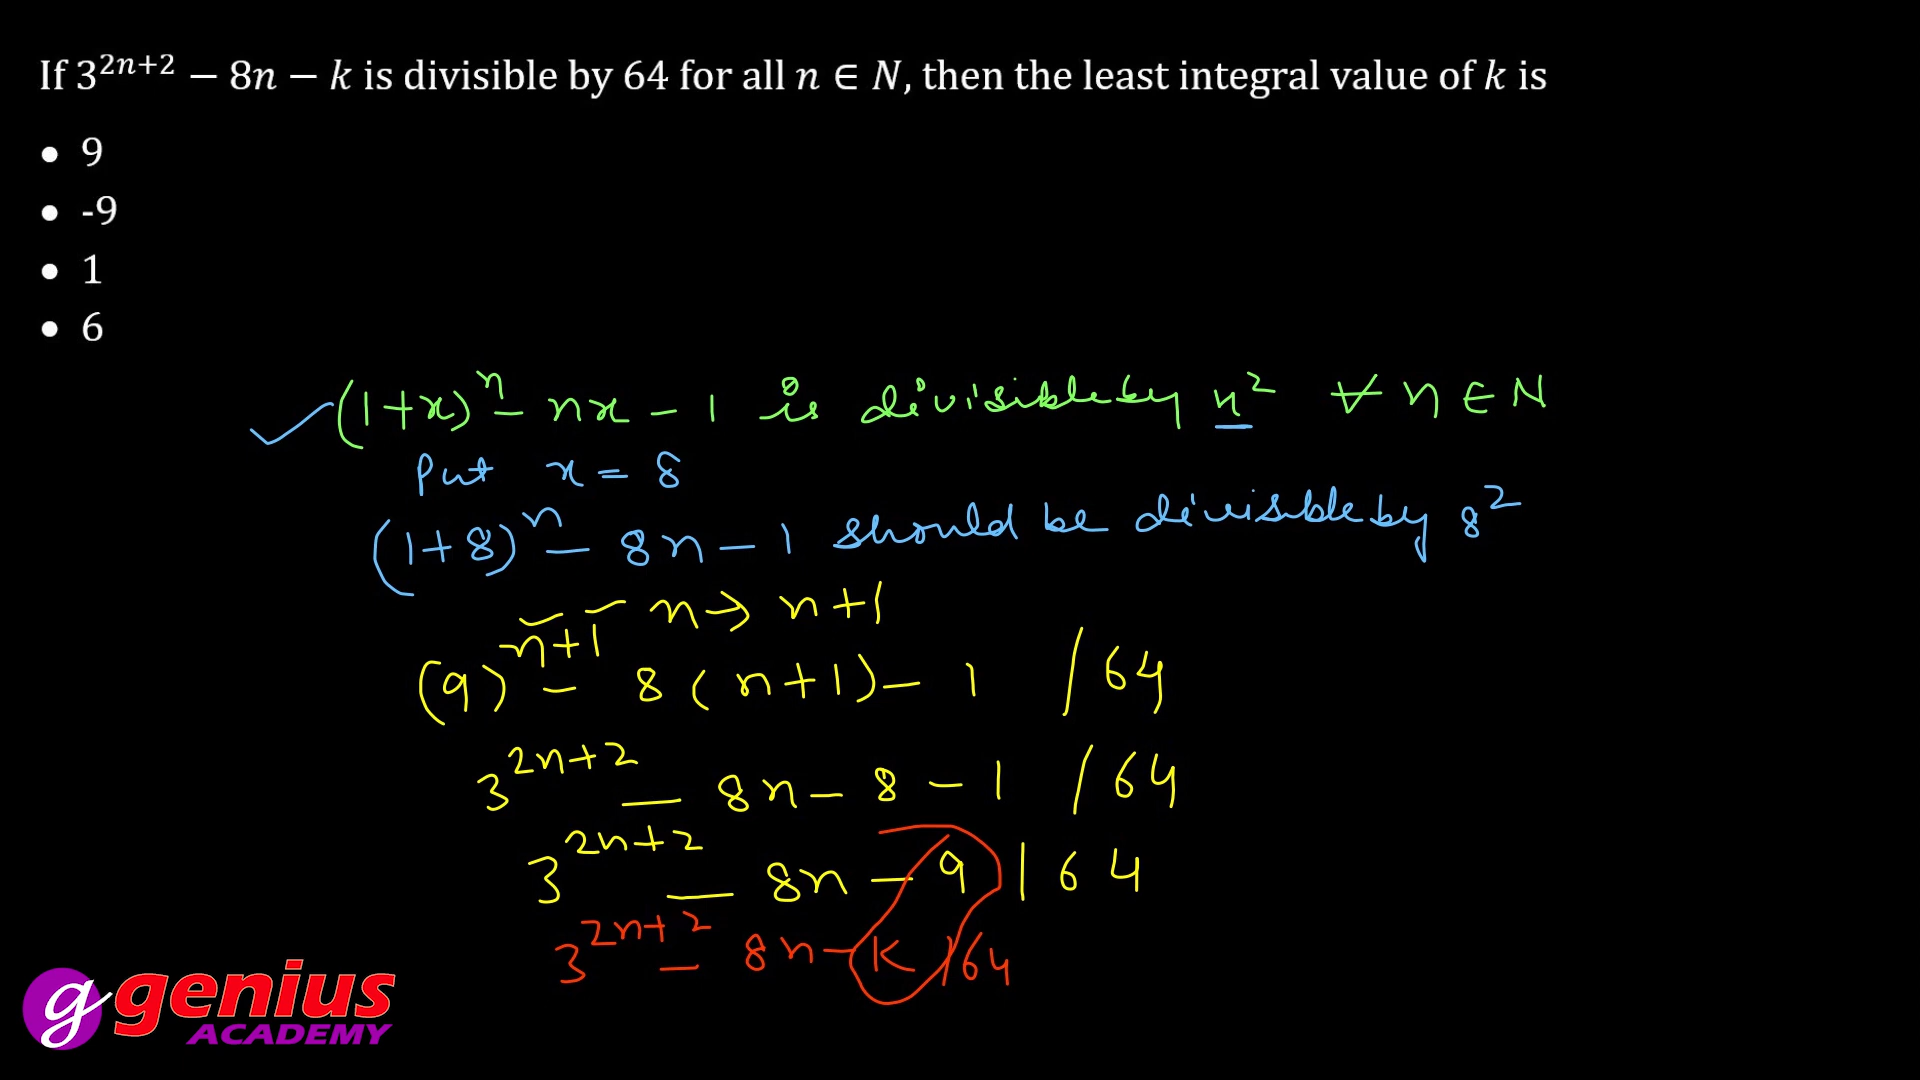 If 3^{2n+2} − 8n − k is divisible by 64 for all n ∈ N, then the least integral value of k is
• 9
• -9
• 1
• 6
(1+x)^n − nx − 1 is divisible by x² ∀ n ∈ N
Put x = 8
(1+8)^n − 8n − 1 should be divisible by 8²
n → n+1
(9)^{n+1} − 8(n+1) − 1 /64
3^{2n+2} − 8n − 8 − 1 /64
3^{2n+2} − 8n − 9 | 64
3^{2n+2} − 8n − k /64
g genius
ACADEMY